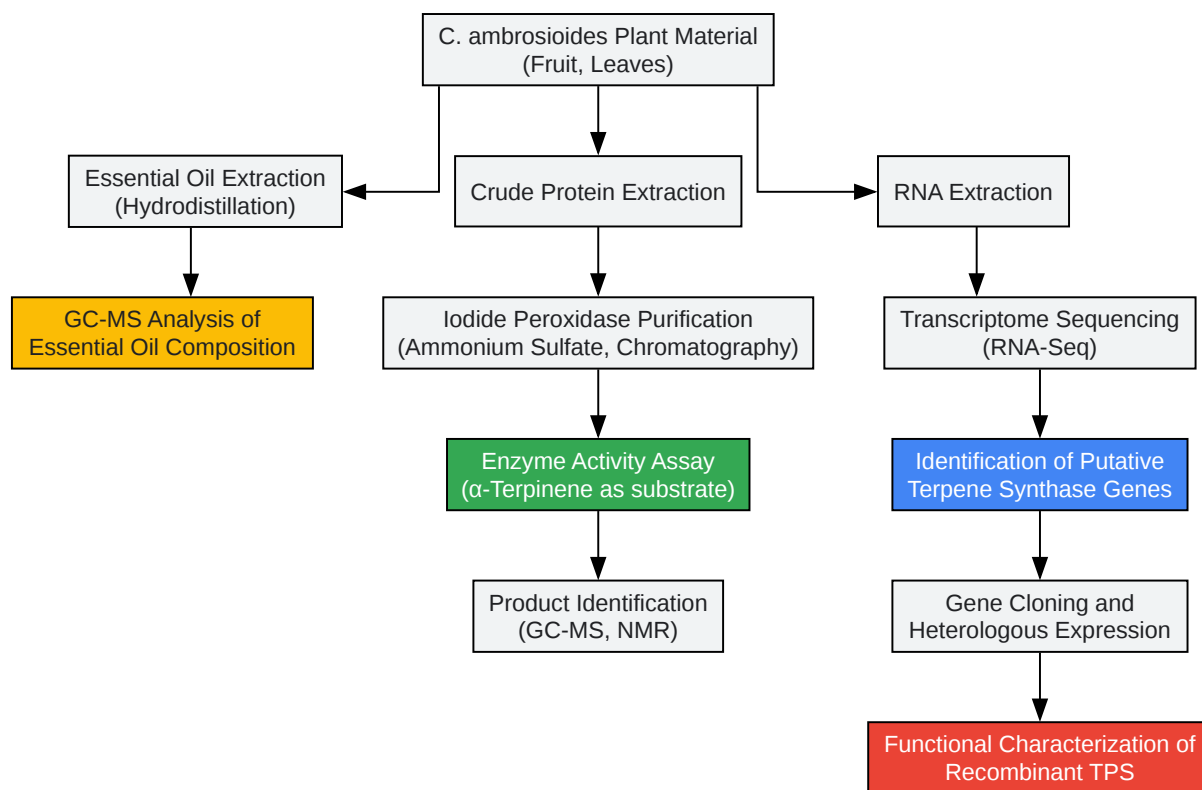 C. ambrosioides Plant Material
(Fruit, Leaves)
Essential Oil Extraction
(Hydrodistillation)
Crude Protein Extraction
RNA Extraction
GC-MS Analysis of
Essential Oil Composition
Iodide Peroxidase Purification
(Ammonium Sulfate, Chromatography)
Transcriptome Sequencing
(RNA-Seq)
Enzyme Activity Assay
(α-Terpinene as substrate)
Identification of Putative
Terpene Synthase Genes
Product Identification
(GC-MS, NMR)
Gene Cloning and
Heterologous Expression
Functional Characterization of
Recombinant TPS